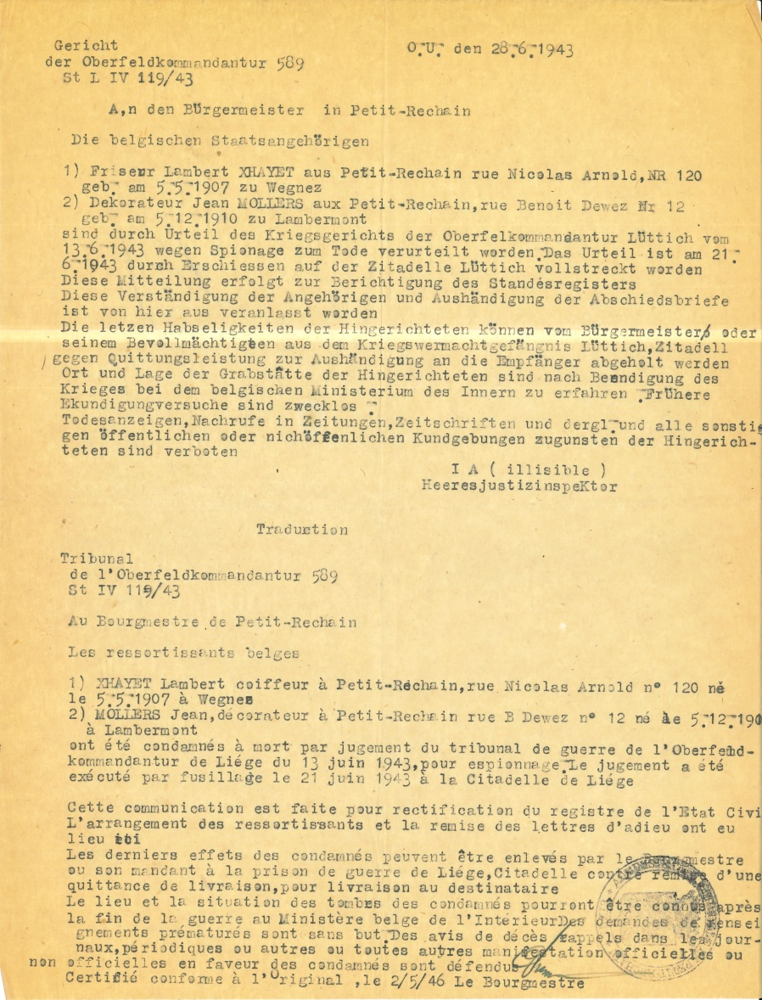 Gericht
O.U. den 28.6.1943
der Oberfeldkommandantur 589
St L IV 119/43
A,n den Bürgermeister in Petit-Rechain
Die belgischen Staatsangehörigen
1) Friseur Lambert XHAYET aus Petit-Rechain rue Nicolas Arnold,NR 120
geb. am 5.5.1907 zu Wegnez
2) Dekorateur Jean MOLLERS aux Petit-Rechain,rue Benoit Dewez Nr 12
geb. am 5.12.1910 zu Lambermont
sind durch Urteil des Kriegsgerichts der Oberfelkommandantur Lüttich vom
13.6.1943 wegen Spionage zum Tode verurteilt worden.Das Urteil ist am 21.
6.1943 durch Erschiessen auf der Zitadelle Lüttich vollstreckt worden
Diese Mitteilung erfolgt zur Berichtigung des Standésregisters
Diese Verständigung der Angehörigen und Aushändigung der Abschiedsbriefe
ist von hier aus veranlasst worden
Die letzen Habseligkeiten der Hingerichteten können vom Bürgermeister oder
seinem Bevollmächtigten aus dem Kriegswermachtgefängnis Lüttich,Zitadell
gegen Quittungsleistung zur Aushändigung an die Empfänger abgeholt werden
Ort und Lage der Grabstätte der Hingerichteten sind nach Beendigung des
Krieges bei dem belgischen Ministerium des Innern zu erfahren .Frühere
Ekundigungversuche sind zwecklos .
Todesanzeigen,Nachrufe in Zeitungen,Zeitschriften und dergl.und alle sonsti
gen öffentlichen oder nichöffenlichen Kundgebungen zugunsten der Hingerich-
teten sind verboten
I A ( illisible )
HeeresjustizinspeKtor
Traduction
Tribunal
de l'Oberfeldkommandantur 589
St IV 119/43
Au Bourgmestre de Petit-Rechain
Les ressortissants belges
1) XHAYET Lambert coiffeur à Petit-Rechain,rue Nicolas Arnold n° 120 né
le 5.5.1907 à Wegnes
2) MOLLERS Jean,décorateur à Petit-Rechain rue B Dewez n° 12 né le 5.12.190
à Lambermont
ont été condamnés à mort par jugement du tribunal de guerre de l'Oberfeld-
kommandantur de Liége du 13 juin 1943,pour espionnage.Le jugement a été
exécuté par fusillage le 21 juin 1943 à la Citadelle de Liége
Cette communication est faite pour rectification du registre de l'Etat Civi
L'arrangement des ressortissants et la remise des lettres d'adieu ont eu
lieu ici
Les derniers effets des condamnés peuvent être enlevés par le Bourgmestre
ou son mandant à la prison de guerre de Liége,Citadelle contre remise d'une
quittance de livraison,pour livraison au destinataire
Le lieu et la situation des tombes des condamnés pourront être connus après
la fin de la guerre au Ministère belge de l'Intérieur.Des demandes de rensei
gnements prématurés sont sans but.Des avis de décès rappels dans les jour-
naux,périodiques ou autres ou toutes autres manifestation officielles ou
non officielles en faveur des condamnés sont défendus
Certifié conforme à l'Original ,le 2/5/46 Le Bourgmestre